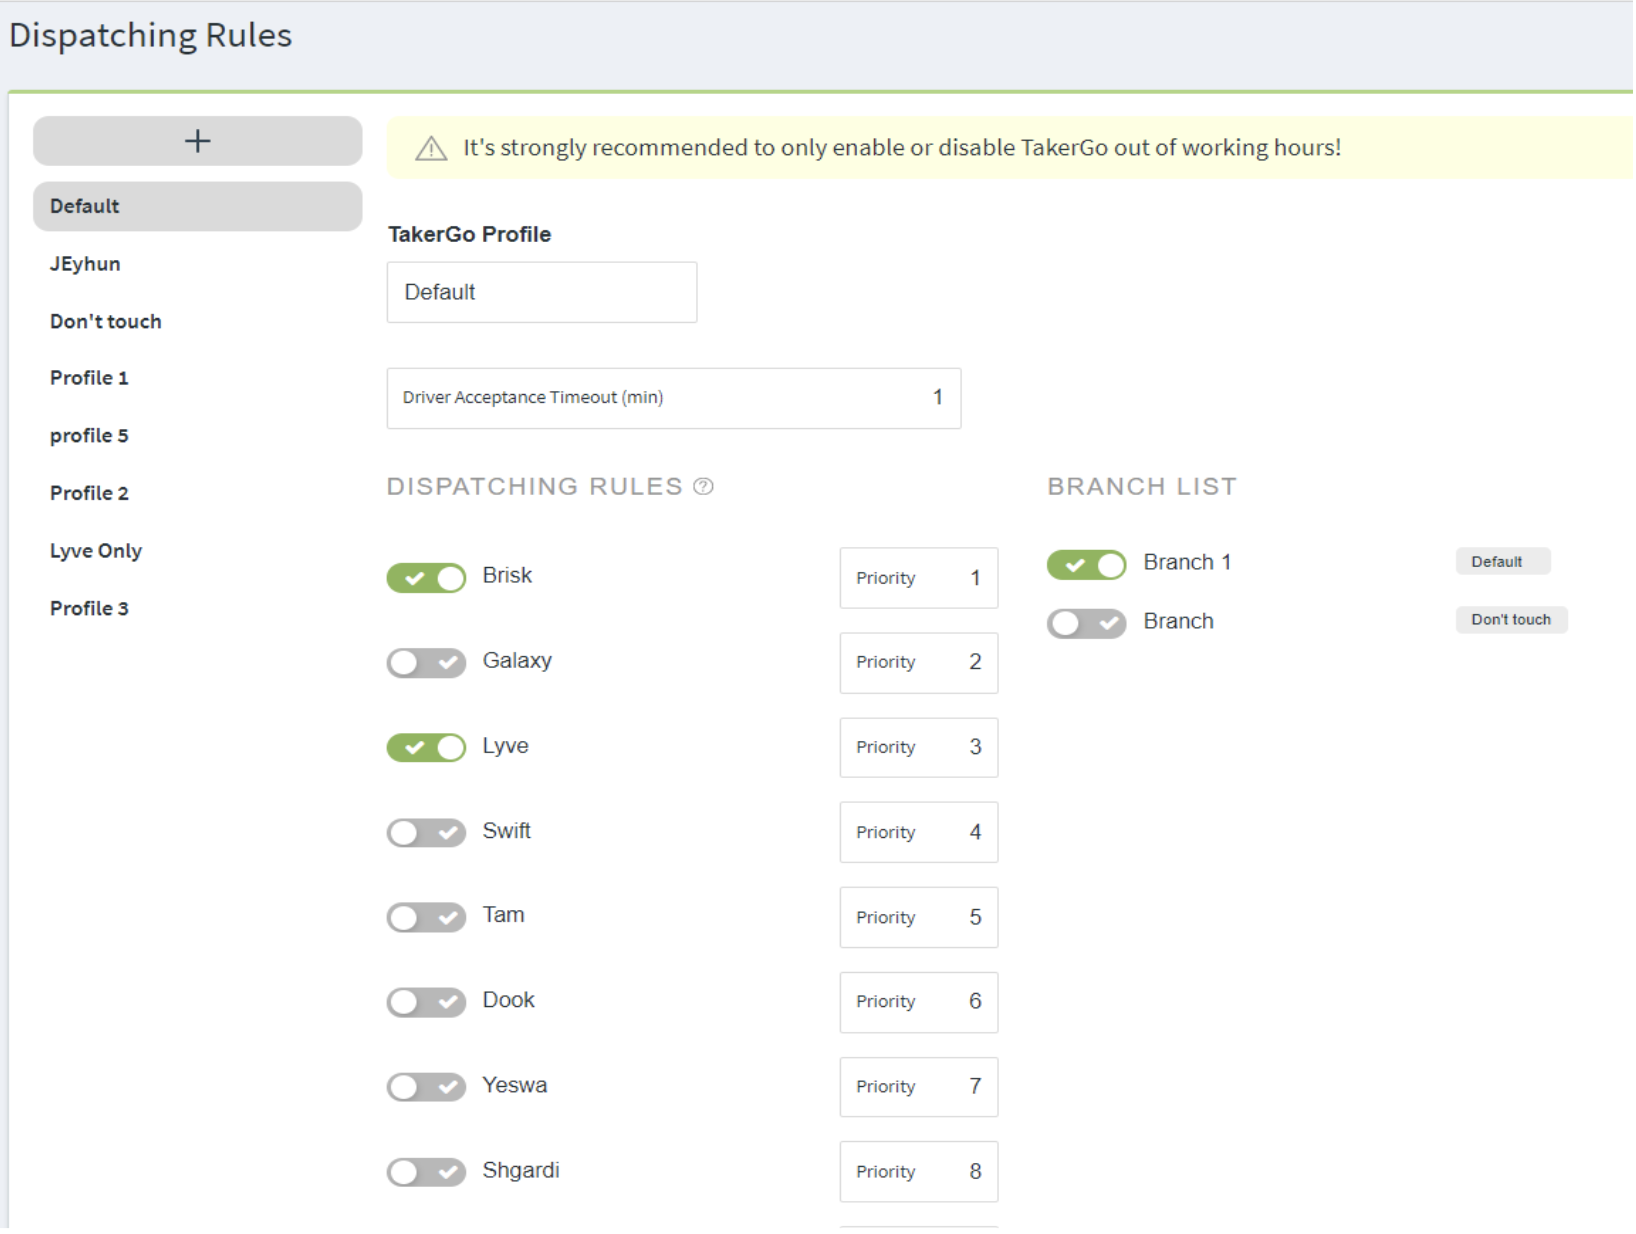 Dispatching Rules
It's strongly recommended to only enable or disable TakerGo out of working hours!
Default
JEyhun
Don't touch
Profile 1
profile 5
Profile 2
Lyve Only
Profile 3
TakerGo Profile
Default
Driver Acceptance Timeout (min) 1
DISPATCHING RULES
Brisk Priority 1
Galaxy Priority 2
Lyve Priority 3
Swift Priority 4
Tam Priority 5
Dook Priority 6
Yeswa Priority 7
Shgardi Priority 8
BRANCH LIST
Branch 1 Default
Branch Don't touch